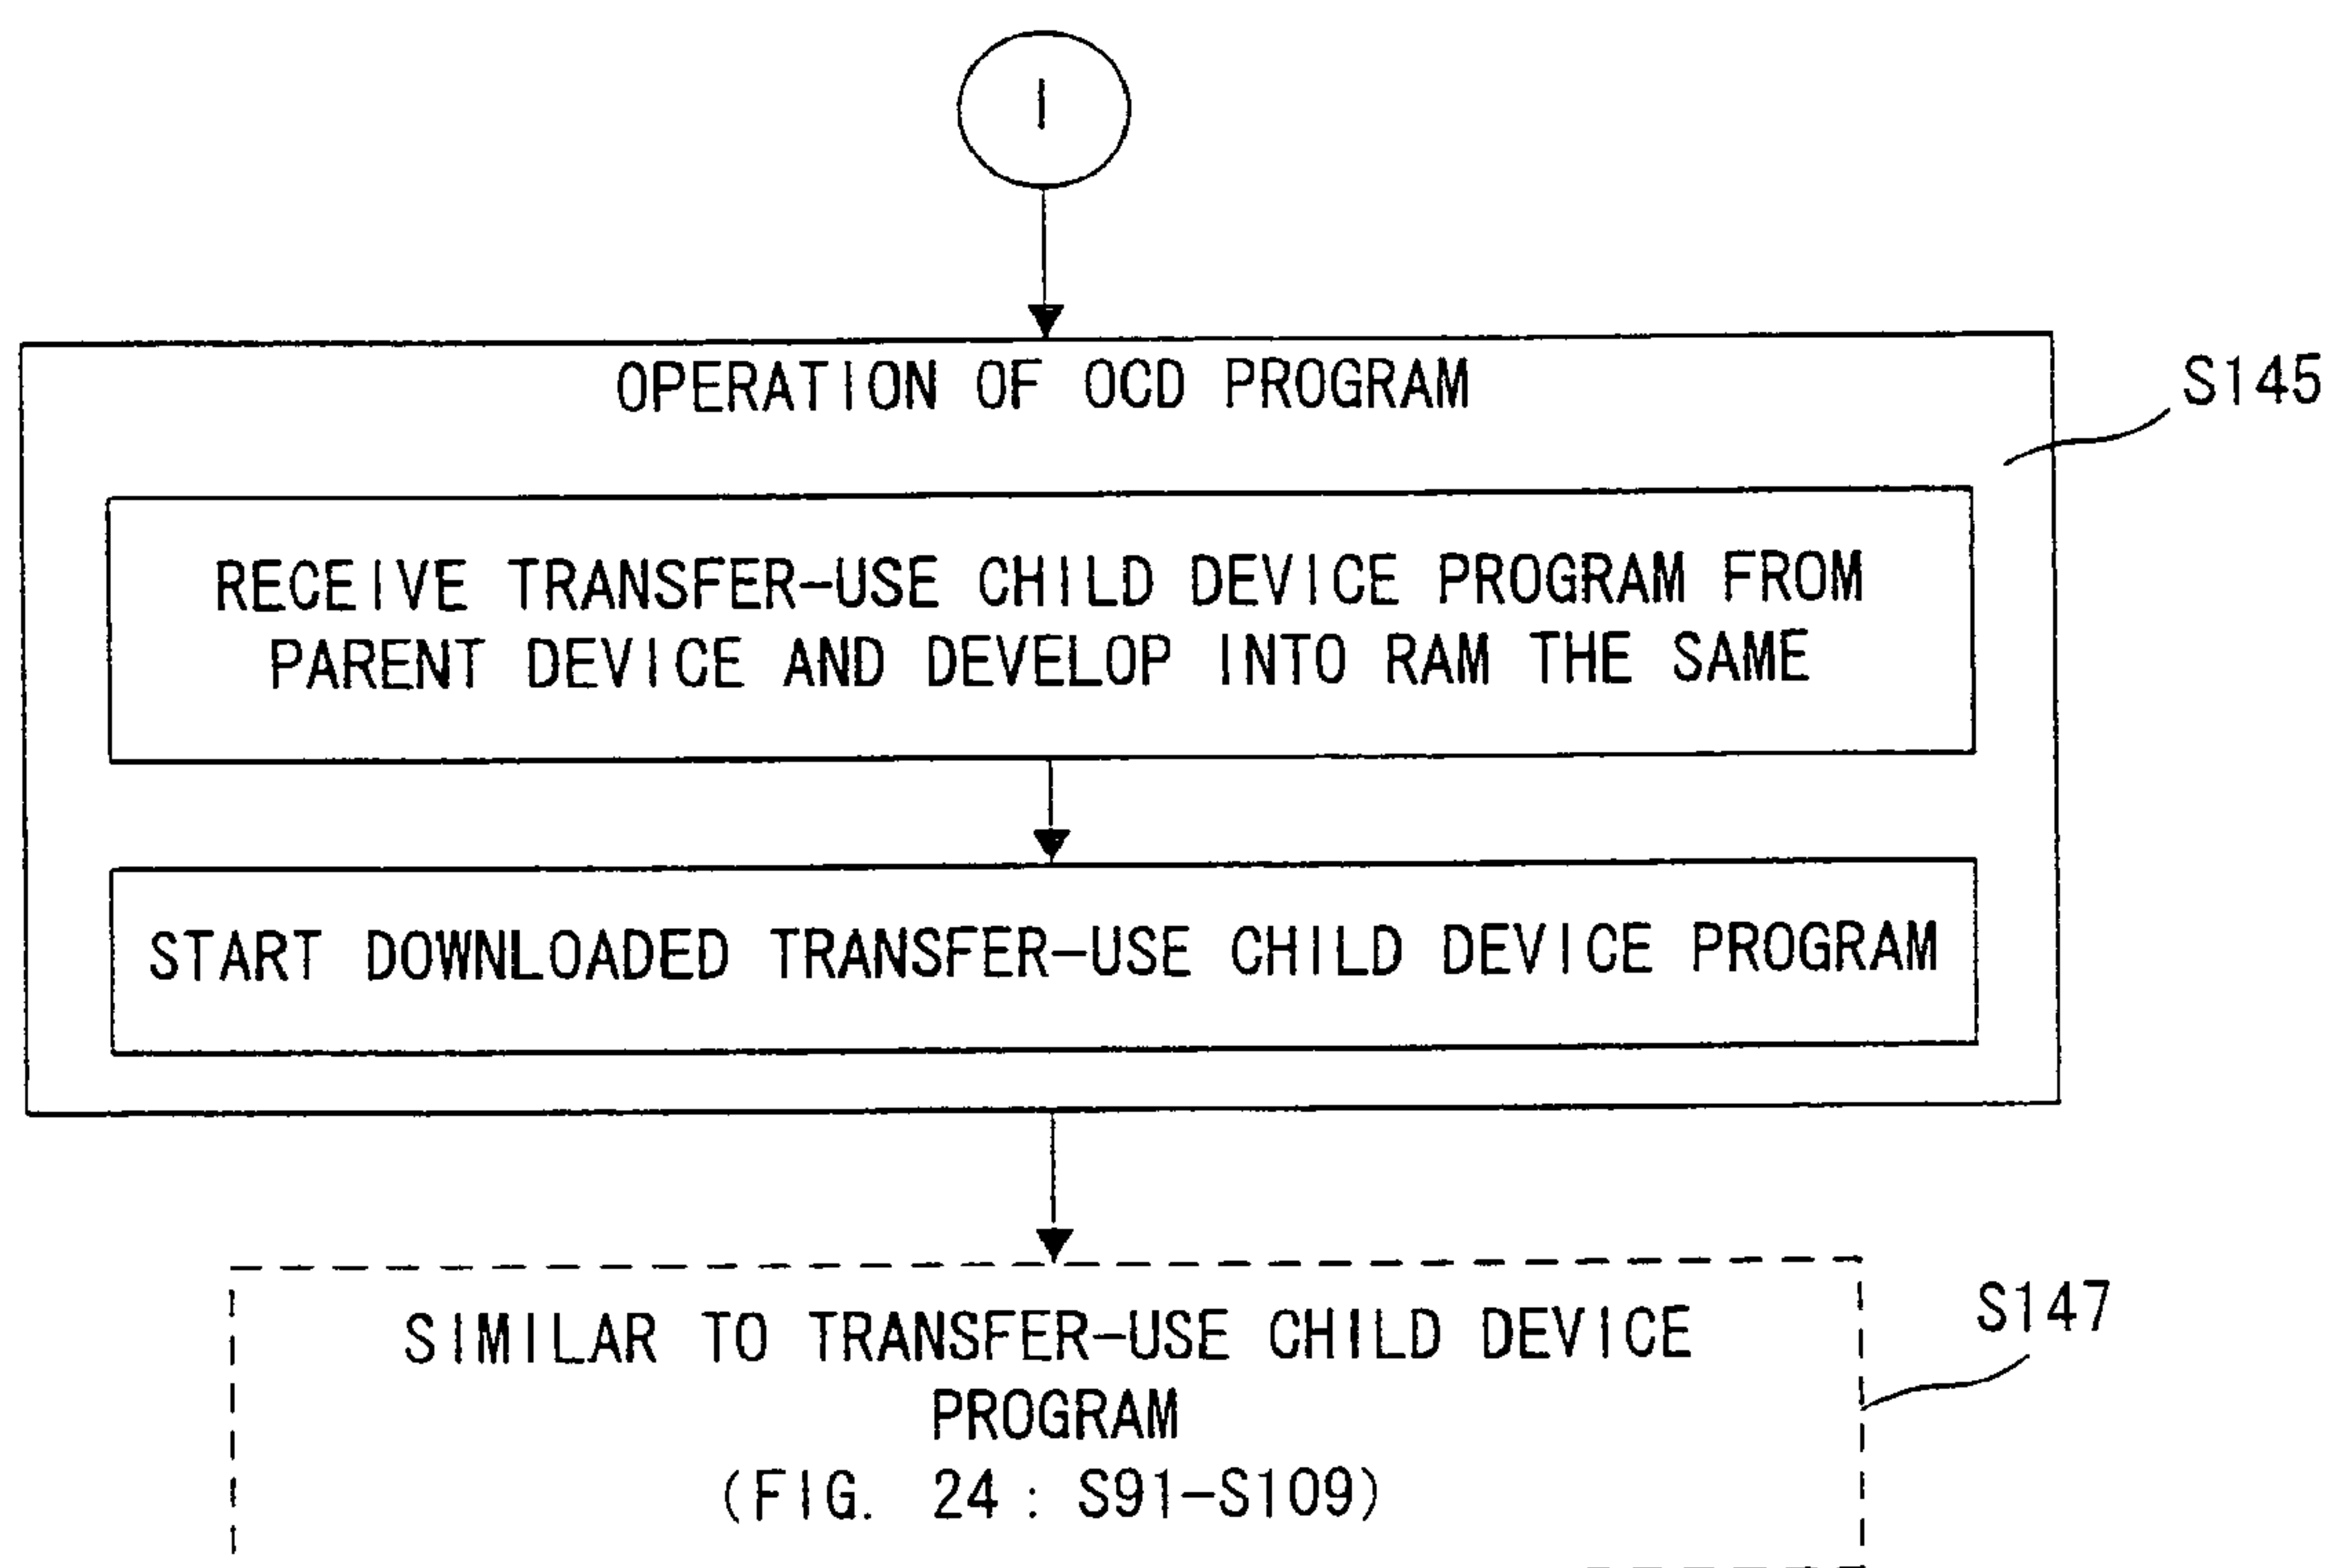 I
OPERATION OF OCD PROGRAM
S145
RECEIVE TRANSFER-USE CHILD DEVICE PROGRAM FROM
PARENT DEVICE AND DEVELOP INTO RAM THE SAME
START DOWNLOADED TRANSFER-USE CHILD DEVICE PROGRAM
S147
SIMILAR TO TRANSFER-USE CHILD DEVICE
PROGRAM
(FIG. 24 : S91-S109)